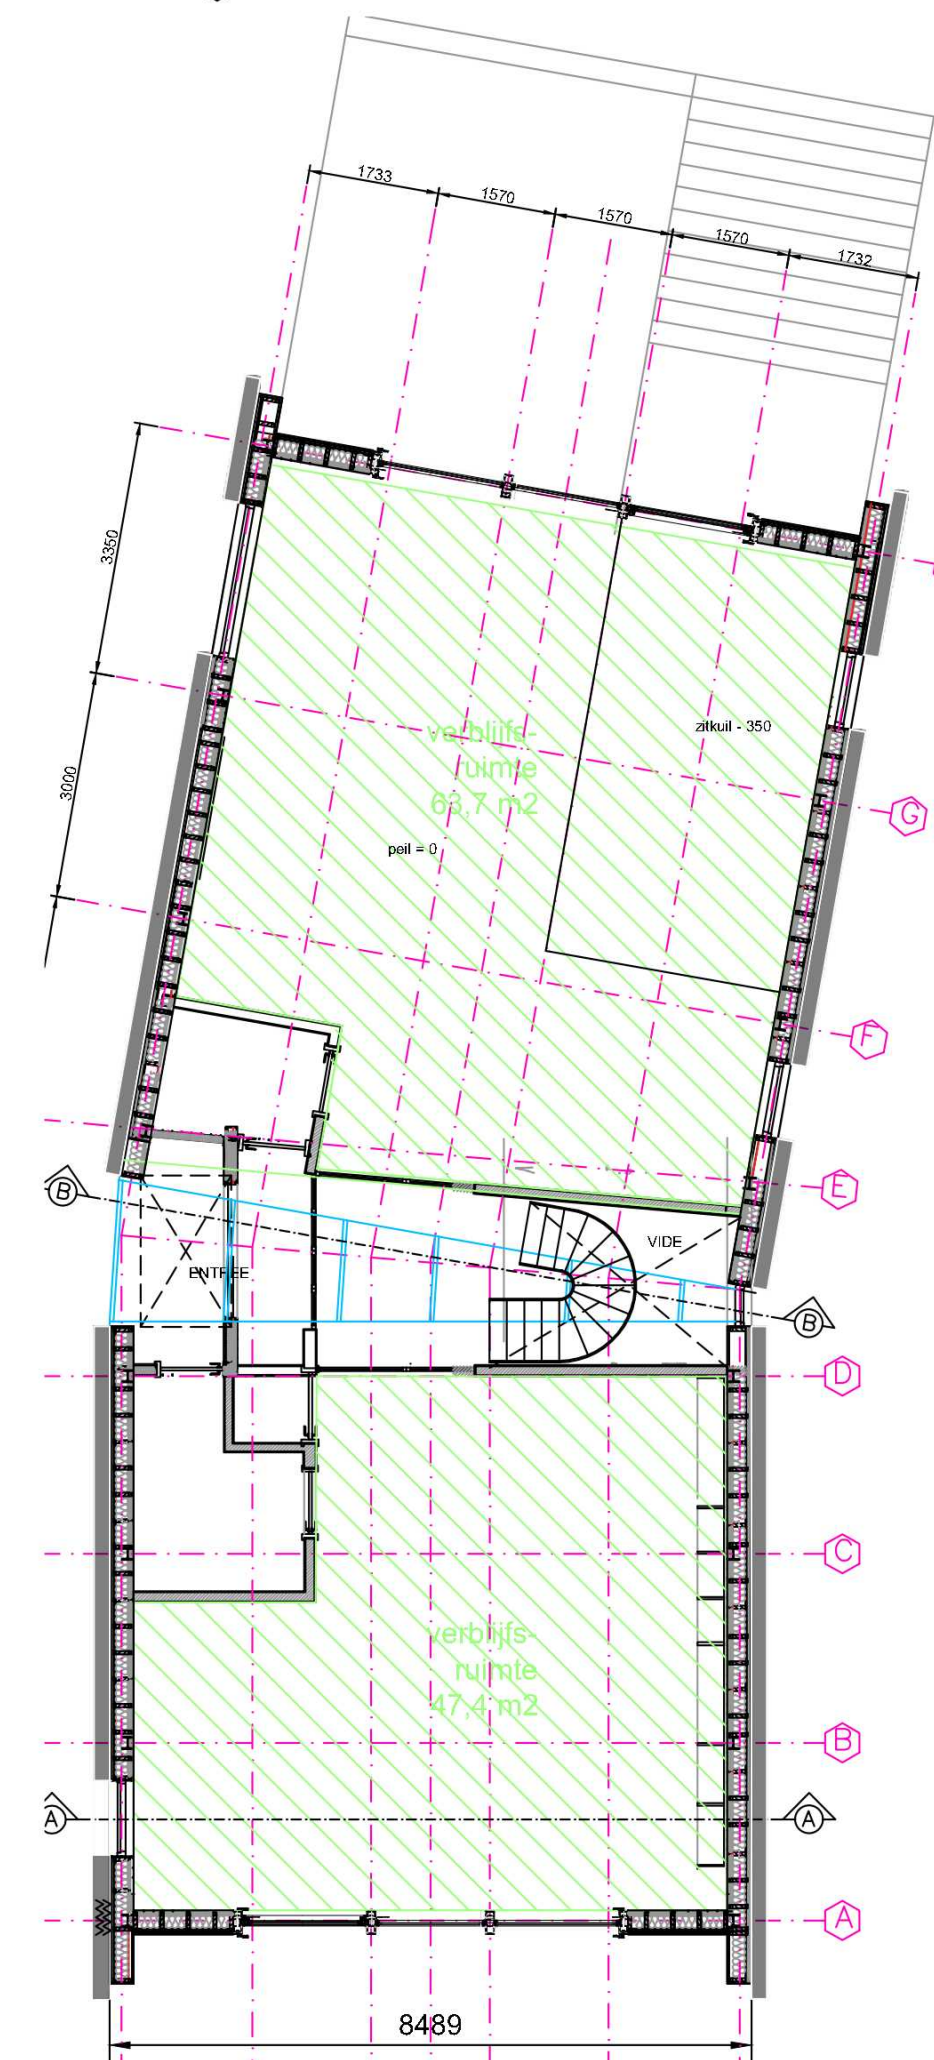 1733
1570
1570
1570
1732
3350
zitkuil - 350
verblijfs-
ruimte
63,7 m2
3000
G
peil = 0
F
E
B
VIDE
ENTREE
B
D
C
verblijfs-
ruimte
47,4 m2
B
A
A
A
8489